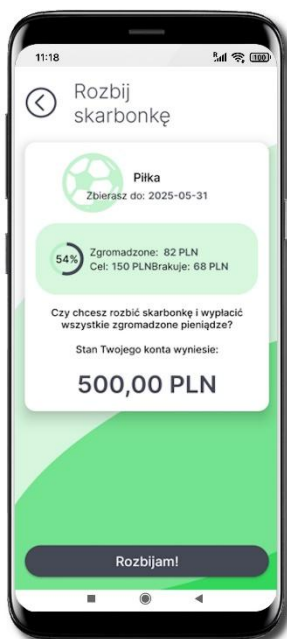 11:18
R 100
Rozbij
skarbonkę
Piłka
Zbierasz do: 2025-05-31
54%
Zgromadzone: 82 PLN
Cel: 150 PLNBrakuje: 68 PLN
Czy chcesz rozbić skarbonkę i wypłacić
wszystkie zgromadzone pieniądze?
Stan Twojego konta wyniesie:
500,00 PLN
Rozbijam!